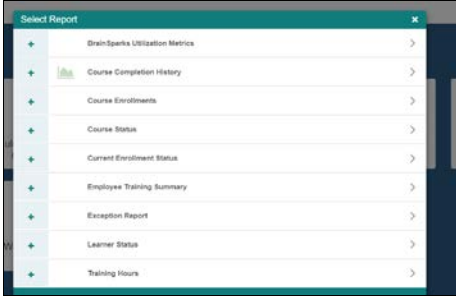 Select Report
BrainSparks Utilization Metrics
Course Completion History
Course Enrollments
Course Status
Current Enrollment Status
Employee Training Summary
Exception Report
Learner Status
Training Hours